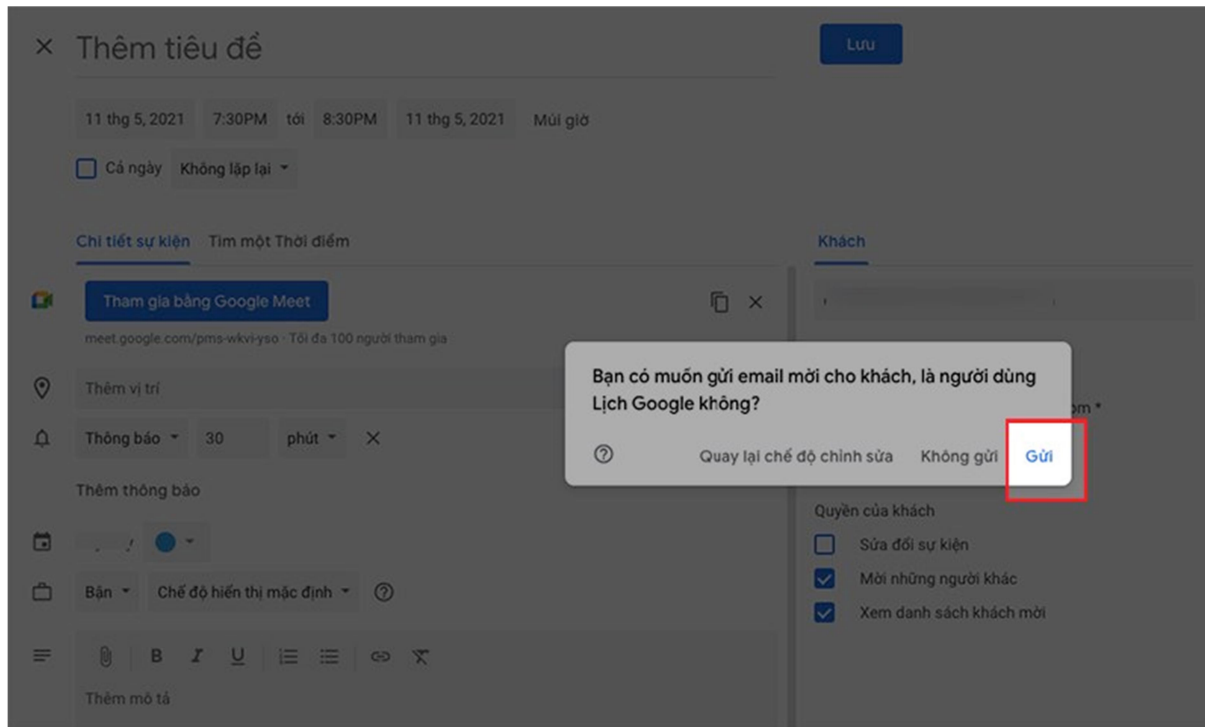 Thêm tiêu đề
Lưu
11 thg 5, 2021 7:30PM tới 8:30PM 11 thg 5, 2021 Múi giờ
Cả ngày Không lặp lại
Chi tiết sự kiện Tìm một Thời điểm
Khách
Tham gia bằng Google Meet
meet.google.com/pms-wkvi-yso · Tối đa 100 người tham gia
Thêm vị trí
Bạn có muốn gửi email mời cho khách, là người dùng
Lịch Google không?
Thông báo 30 phút
Quay lại chế độ chỉnh sửa Không gửi Gửi
Thêm thông báo
Quyền của khách
Sửa đổi sự kiện
Bận Chế độ hiển thị mặc định
Mời những người khác
Xem danh sách khách mời
B I U
Thêm mô tả